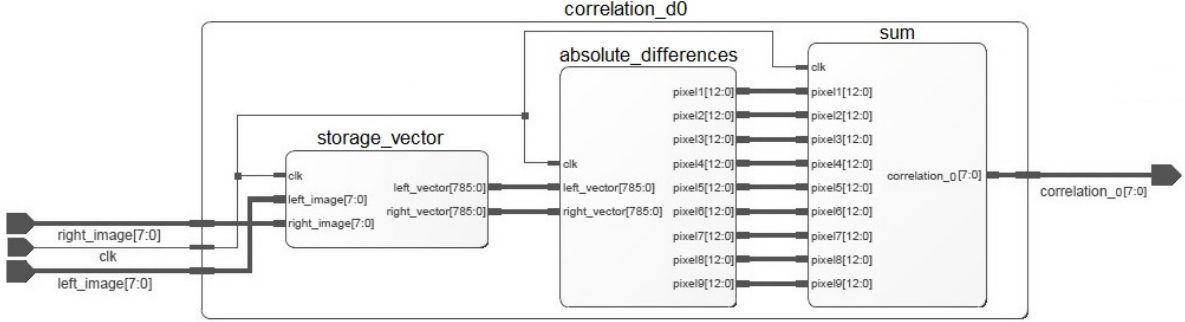 correlation_d0
sum
absolute_differences
clk
pixel1[12:0] pixel1[12:0]
pixel2[12:0] pixel2[12:0]
pixel3[12:0] pixel3[12:0]
storage_vector
clk
pixel4[12:0] pixel4[12:0]
clk
left_vector[785:0] left_vector[785:0]
pixel5[12:0] pixel5[12:0]
correlation_0[7:0]
left_image[7:0]
right_vector[785:0] right_vector[785:0]
pixel6[12:0] pixel6[12:0]
correlation_0[7:0]
right_image[7:0]
pixel7[12:0] pixel7[12:0]
right_image[7:0]
clk
pixel8[12:0] pixel8[12:0]
left_image[7:0]
pixel9[12:0] pixel9[12:0]